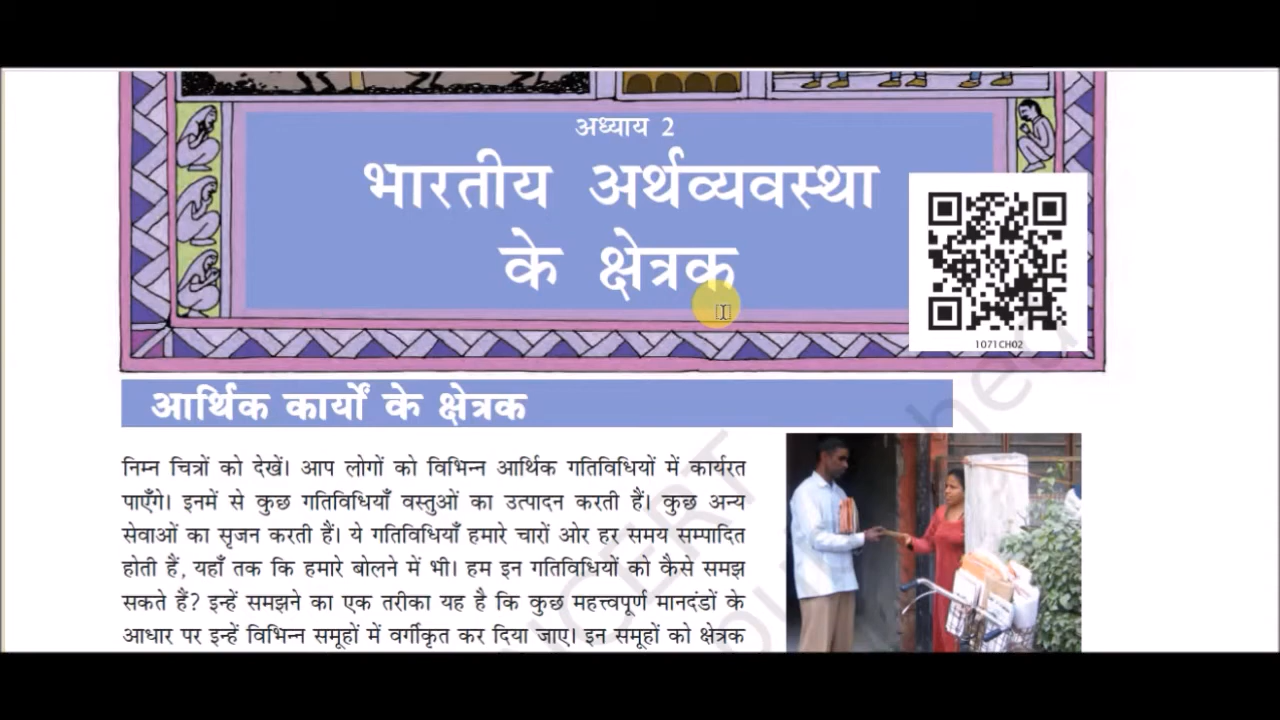 अध्याय 2
भारतीय अर्थव्यवस्था
के क्षेत्रक
1071CH02
आर्थिक कार्यों के क्षेत्रक
निम्न चित्रों को देखें। आप लोगों को विभिन्न आर्थिक गतिविधियों में कार्यरत
पाएँगे। इनमें से कुछ गतिविधियाँ वस्तुओं का उत्पादन करती हैं। कुछ अन्य
सेवाओं का सृजन करती हैं। ये गतिविधियाँ हमारे चारों ओर हर समय सम्पादित
होती हैं, यहाँ तक कि हमारे बोलने में भी। हम इन गतिविधियों को कैसे समझ
सकते हैं? इन्हें समझने का एक तरीका यह है कि कुछ महत्त्वपूर्ण मानदंडों के
आधार पर इन्हें विभिन्न समूहों में वर्गीकृत कर दिया जाए। इन समूहों को क्षेत्रक
NCERT